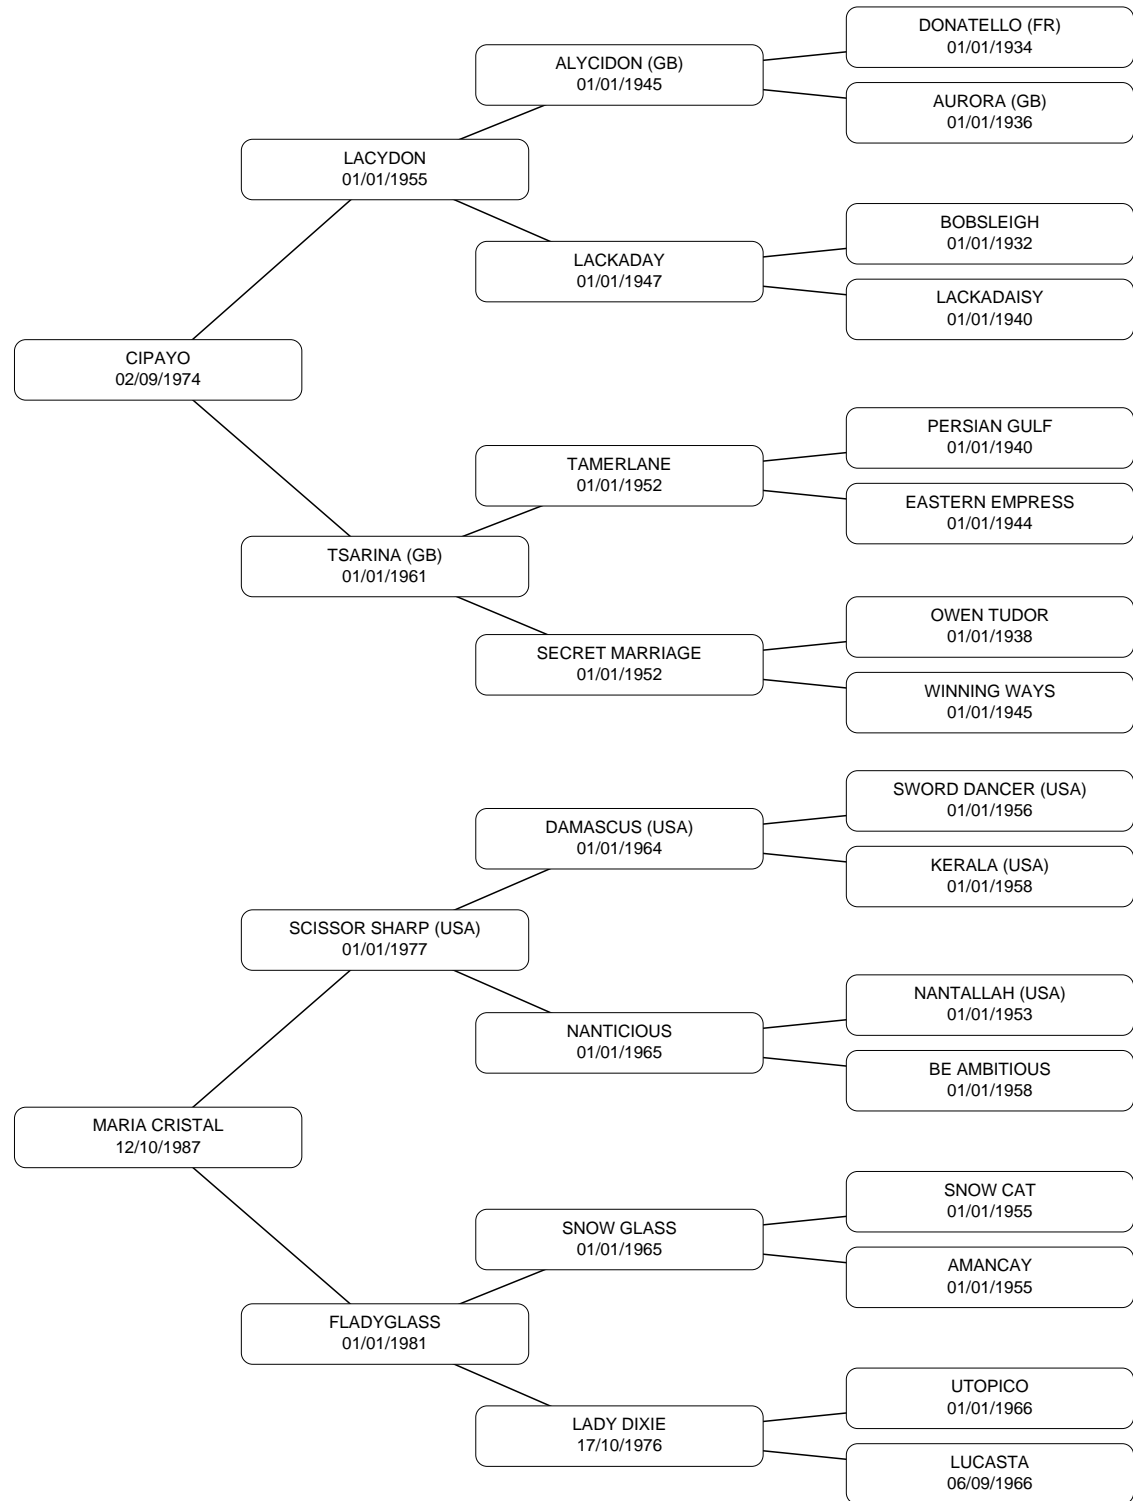 DONATELLO (FR)
01/01/1934
ALYCIDON (GB)
01/01/1945
AURORA (GB)
01/01/1936
LACYDON
01/01/1955
BOBSLEIGH
01/01/1932
LACKADAY
01/01/1947
LACKADAISY
01/01/1940
CIPAYO
02/09/1974
PERSIAN GULF
01/01/1940
TAMERLANE
01/01/1952
EASTERN EMPRESS
01/01/1944
TSARINA (GB)
01/01/1961
OWEN TUDOR
01/01/1938
SECRET MARRIAGE
01/01/1952
WINNING WAYS
01/01/1945
SWORD DANCER (USA)
01/01/1956
DAMASCUS (USA)
01/01/1964
KERALA (USA)
01/01/1958
SCISSOR SHARP (USA)
01/01/1977
NANTALLAH (USA)
01/01/1953
NANTICIOUS
01/01/1965
BE AMBITIOUS
01/01/1958
MARIA CRISTAL
12/10/1987
SNOW CAT
01/01/1955
SNOW GLASS
01/01/1965
AMANCAY
01/01/1955
FLADYGLASS
01/01/1981
UTOPICO
01/01/1966
LADY DIXIE
17/10/1976
LUCASTA
06/09/1966